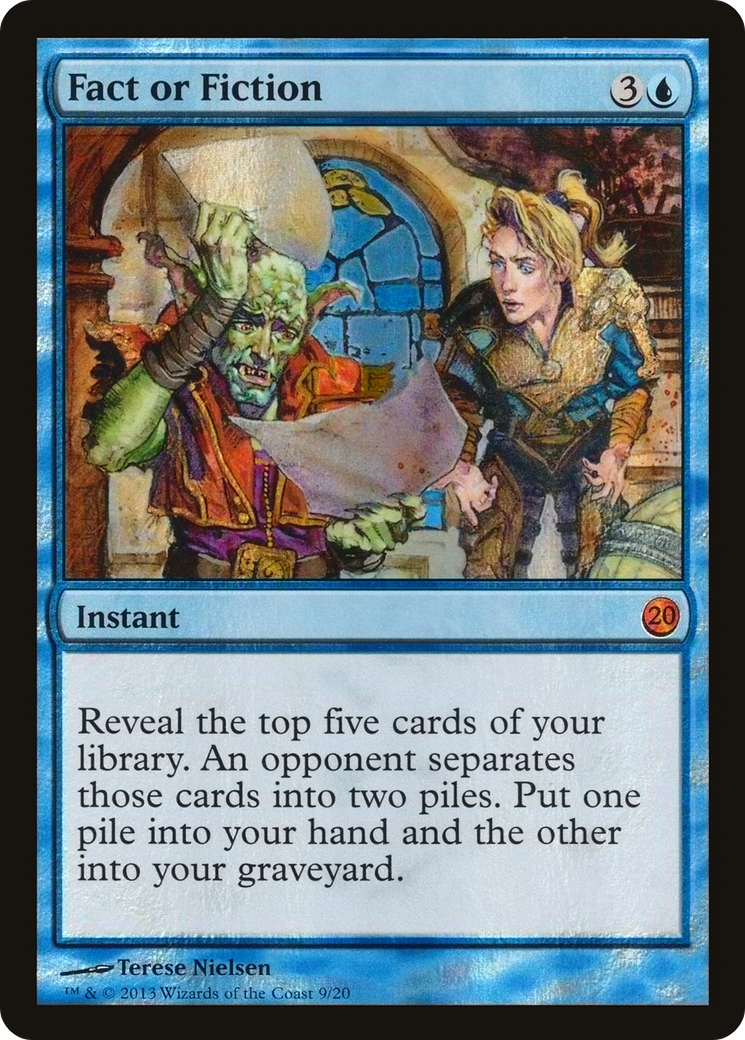 Fact or Fiction 3
Instant 20
Reveal the top five cards of your
library. An opponent separates
those cards into two piles. Put one
pile into your hand and the other
into your graveyard.
Terese Nielsen
™ & © 2013 Wizards of the Coast 9/20